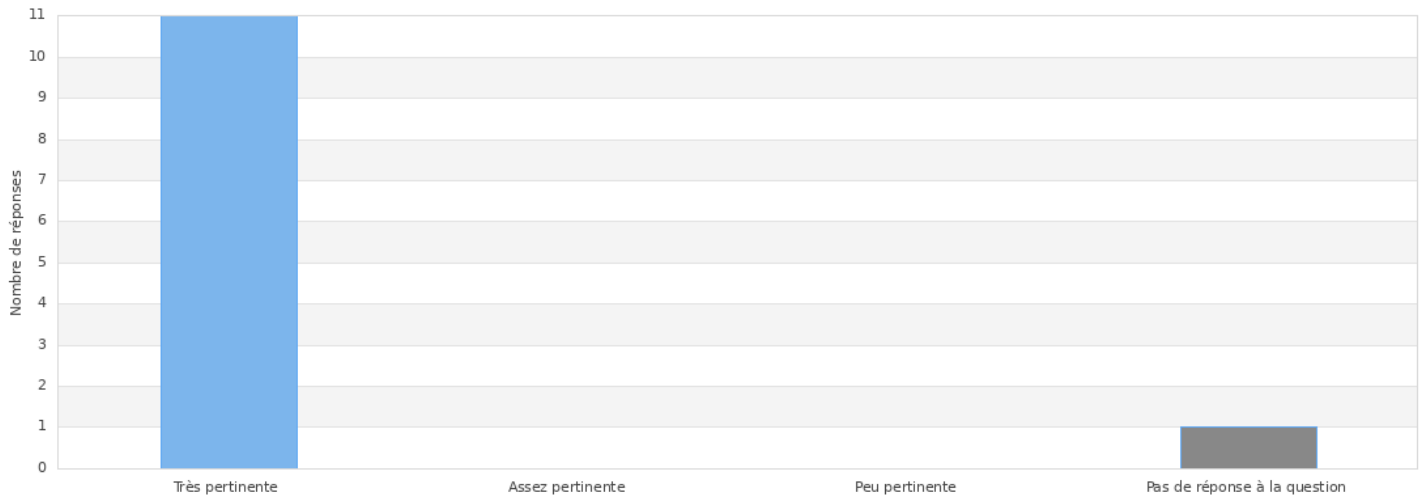 Nombre de réponses
11
10
9
8
7
6
5
4
3
2
1
0
Très pertinente
Assez pertinente
Peu pertinente
Pas de réponse à la question